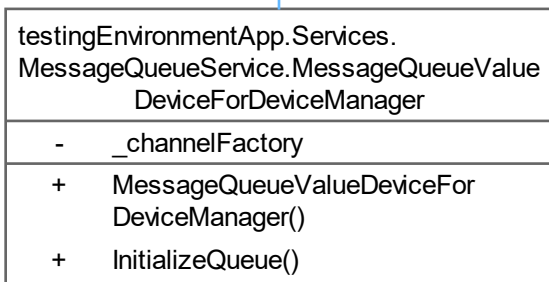 testingEnvironmentApp.Services.
MessageQueueService.MessageQueueValue
DeviceForDeviceManager
- _channelFactory
+ MessageQueueValueDeviceFor
DeviceManager()
+ InitializeQueue()